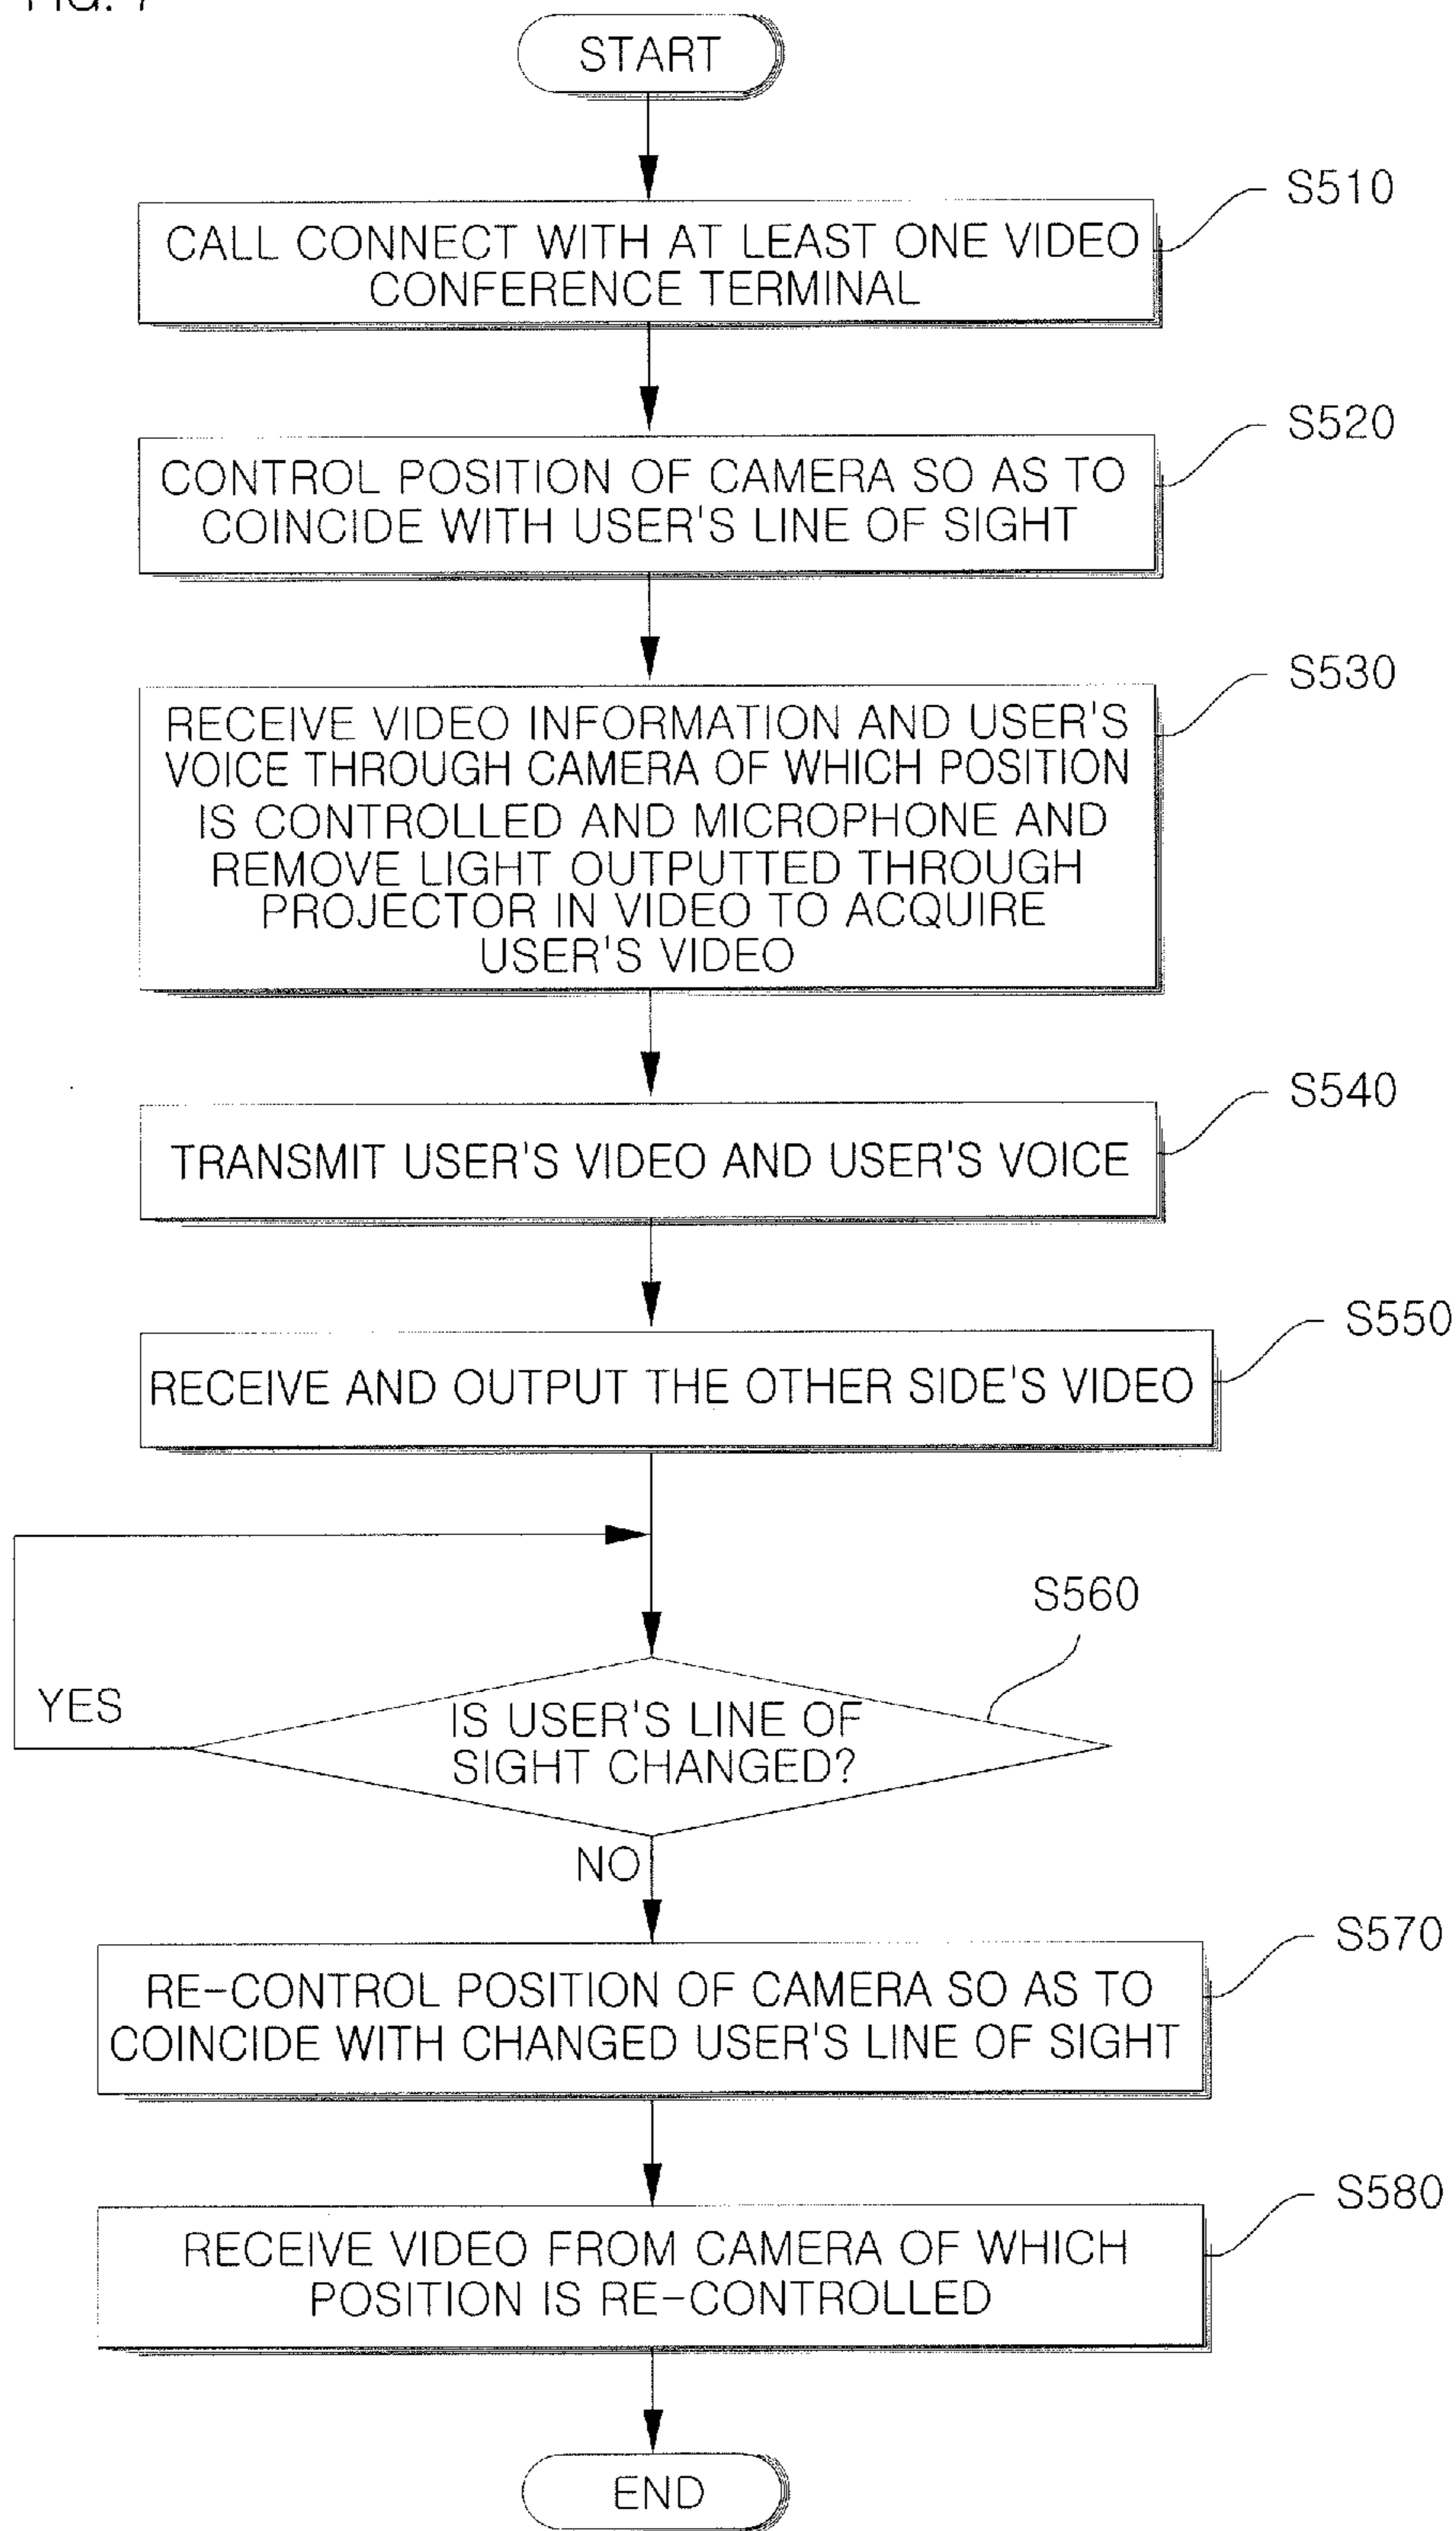 FIG. 7
START
S510
CALL CONNECT WITH AT LEAST ONE VIDEO
CONFERENCE TERMINAL
S520
CONTROL POSITION OF CAMERA SO AS TO
COINCIDE WITH USER'S LINE OF SIGHT
S530
RECEIVE VIDEO INFORMATION AND USER'S
VOICE THROUGH CAMERA OF WHICH POSITION
IS CONTROLLED AND MICROPHONE AND
REMOVE LIGHT OUTPUTTED THROUGH
PROJECTOR IN VIDEO TO ACQUIRE
USER'S VIDEO
S540
TRANSMIT USER'S VIDEO AND USER'S VOICE
S550
RECEIVE AND OUTPUT THE OTHER SIDE'S VIDEO
S560
YES
IS USER'S LINE OF
SIGHT CHANGED?
NO
S570
RE-CONTROL POSITION OF CAMERA SO AS TO
COINCIDE WITH CHANGED USER'S LINE OF SIGHT
S580
RECEIVE VIDEO FROM CAMERA OF WHICH
POSITION IS RE-CONTROLLED
END